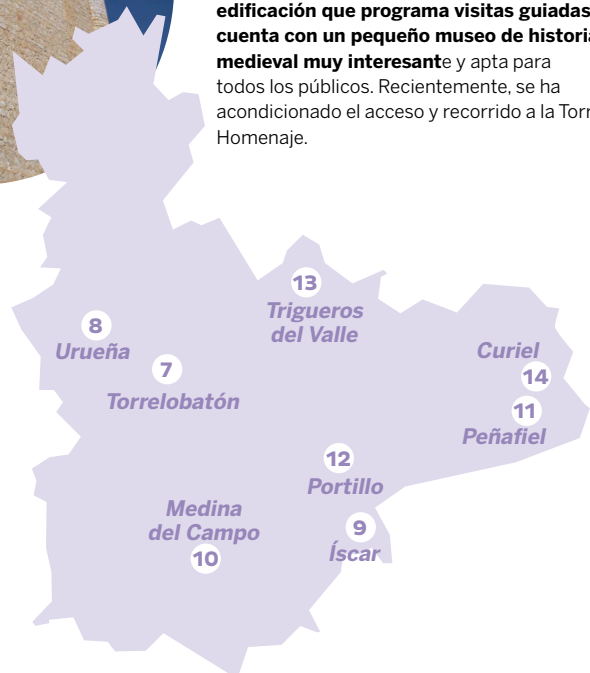 edificación que programa visitas guiadas
cuenta con un pequeño museo de historia
medieval muy interesante y apta para
todos los públicos. Recientemente, se ha
acondicionado el acceso y recorrido a la Torr
Homenaje.
13
Trigueros
del Valle
8
Urueña
7
Torrelobatón
Curiel
14
11
Peñafiel
12
Portillo
Medina
del Campo
10
9
Íscar